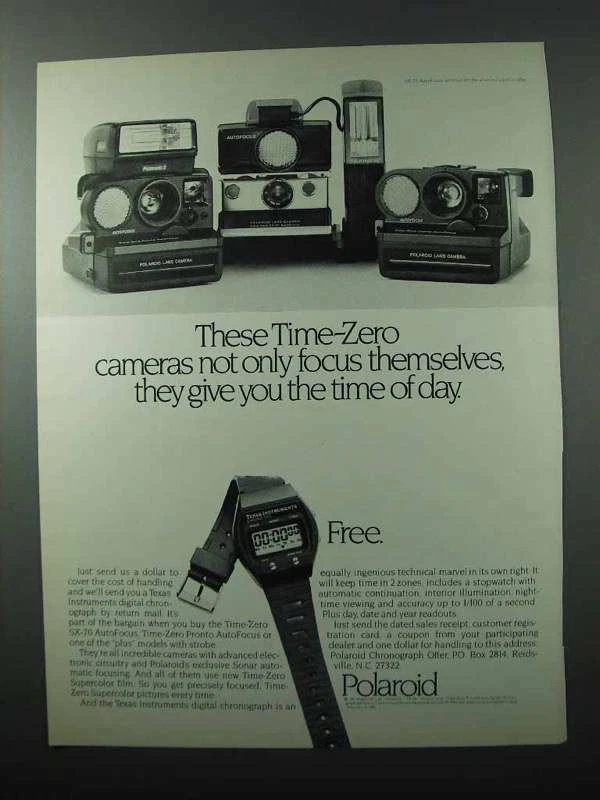 Polaroid
AUTOFOCUS
POLAROID LAND CAMERA
AUTOFOCUS
POLAROID LAND CAMERA
AUTOFOCUS
POLAROID LAND CAMERA
These Time-Zero
cameras not only focus themselves,
they give you the time of day.
TEXAS INSTRUMENTS
00:00 00
Free.
Just send us a dollar to
cover the cost of handling
and we'll send you a Texas
Instruments digital chron-
ograph by return mail. It's
part of the bargain when you buy the Time-Zero
SX-70 AutoFocus, Time-Zero Pronto AutoFocus or
one of the "plus" models with strobe.
They're all incredible cameras with advanced elec-
tronic circuitry and Polaroid's exclusive Sonar auto-
matic focusing. And all of them use new Time-Zero
Supercolor film. So you get precisely focused, Time-
Zero Supercolor pictures every time.
And the Texas Instruments digital chronograph is an
equally ingenious technical marvel in its own right. It
will keep time in 2 zones, includes a stopwatch with
automatic continuation, interior illumination, night-
time viewing and accuracy up to 1/100 of a second.
Plus day, date and year readouts.
Just send the dated sales receipt, customer regis-
tration card, a coupon from your participating
dealer and one dollar for handling to this address:
Polaroid Chronograph Offer, P.O. Box 2814, Reids-
ville, N.C. 27322.
Polaroid